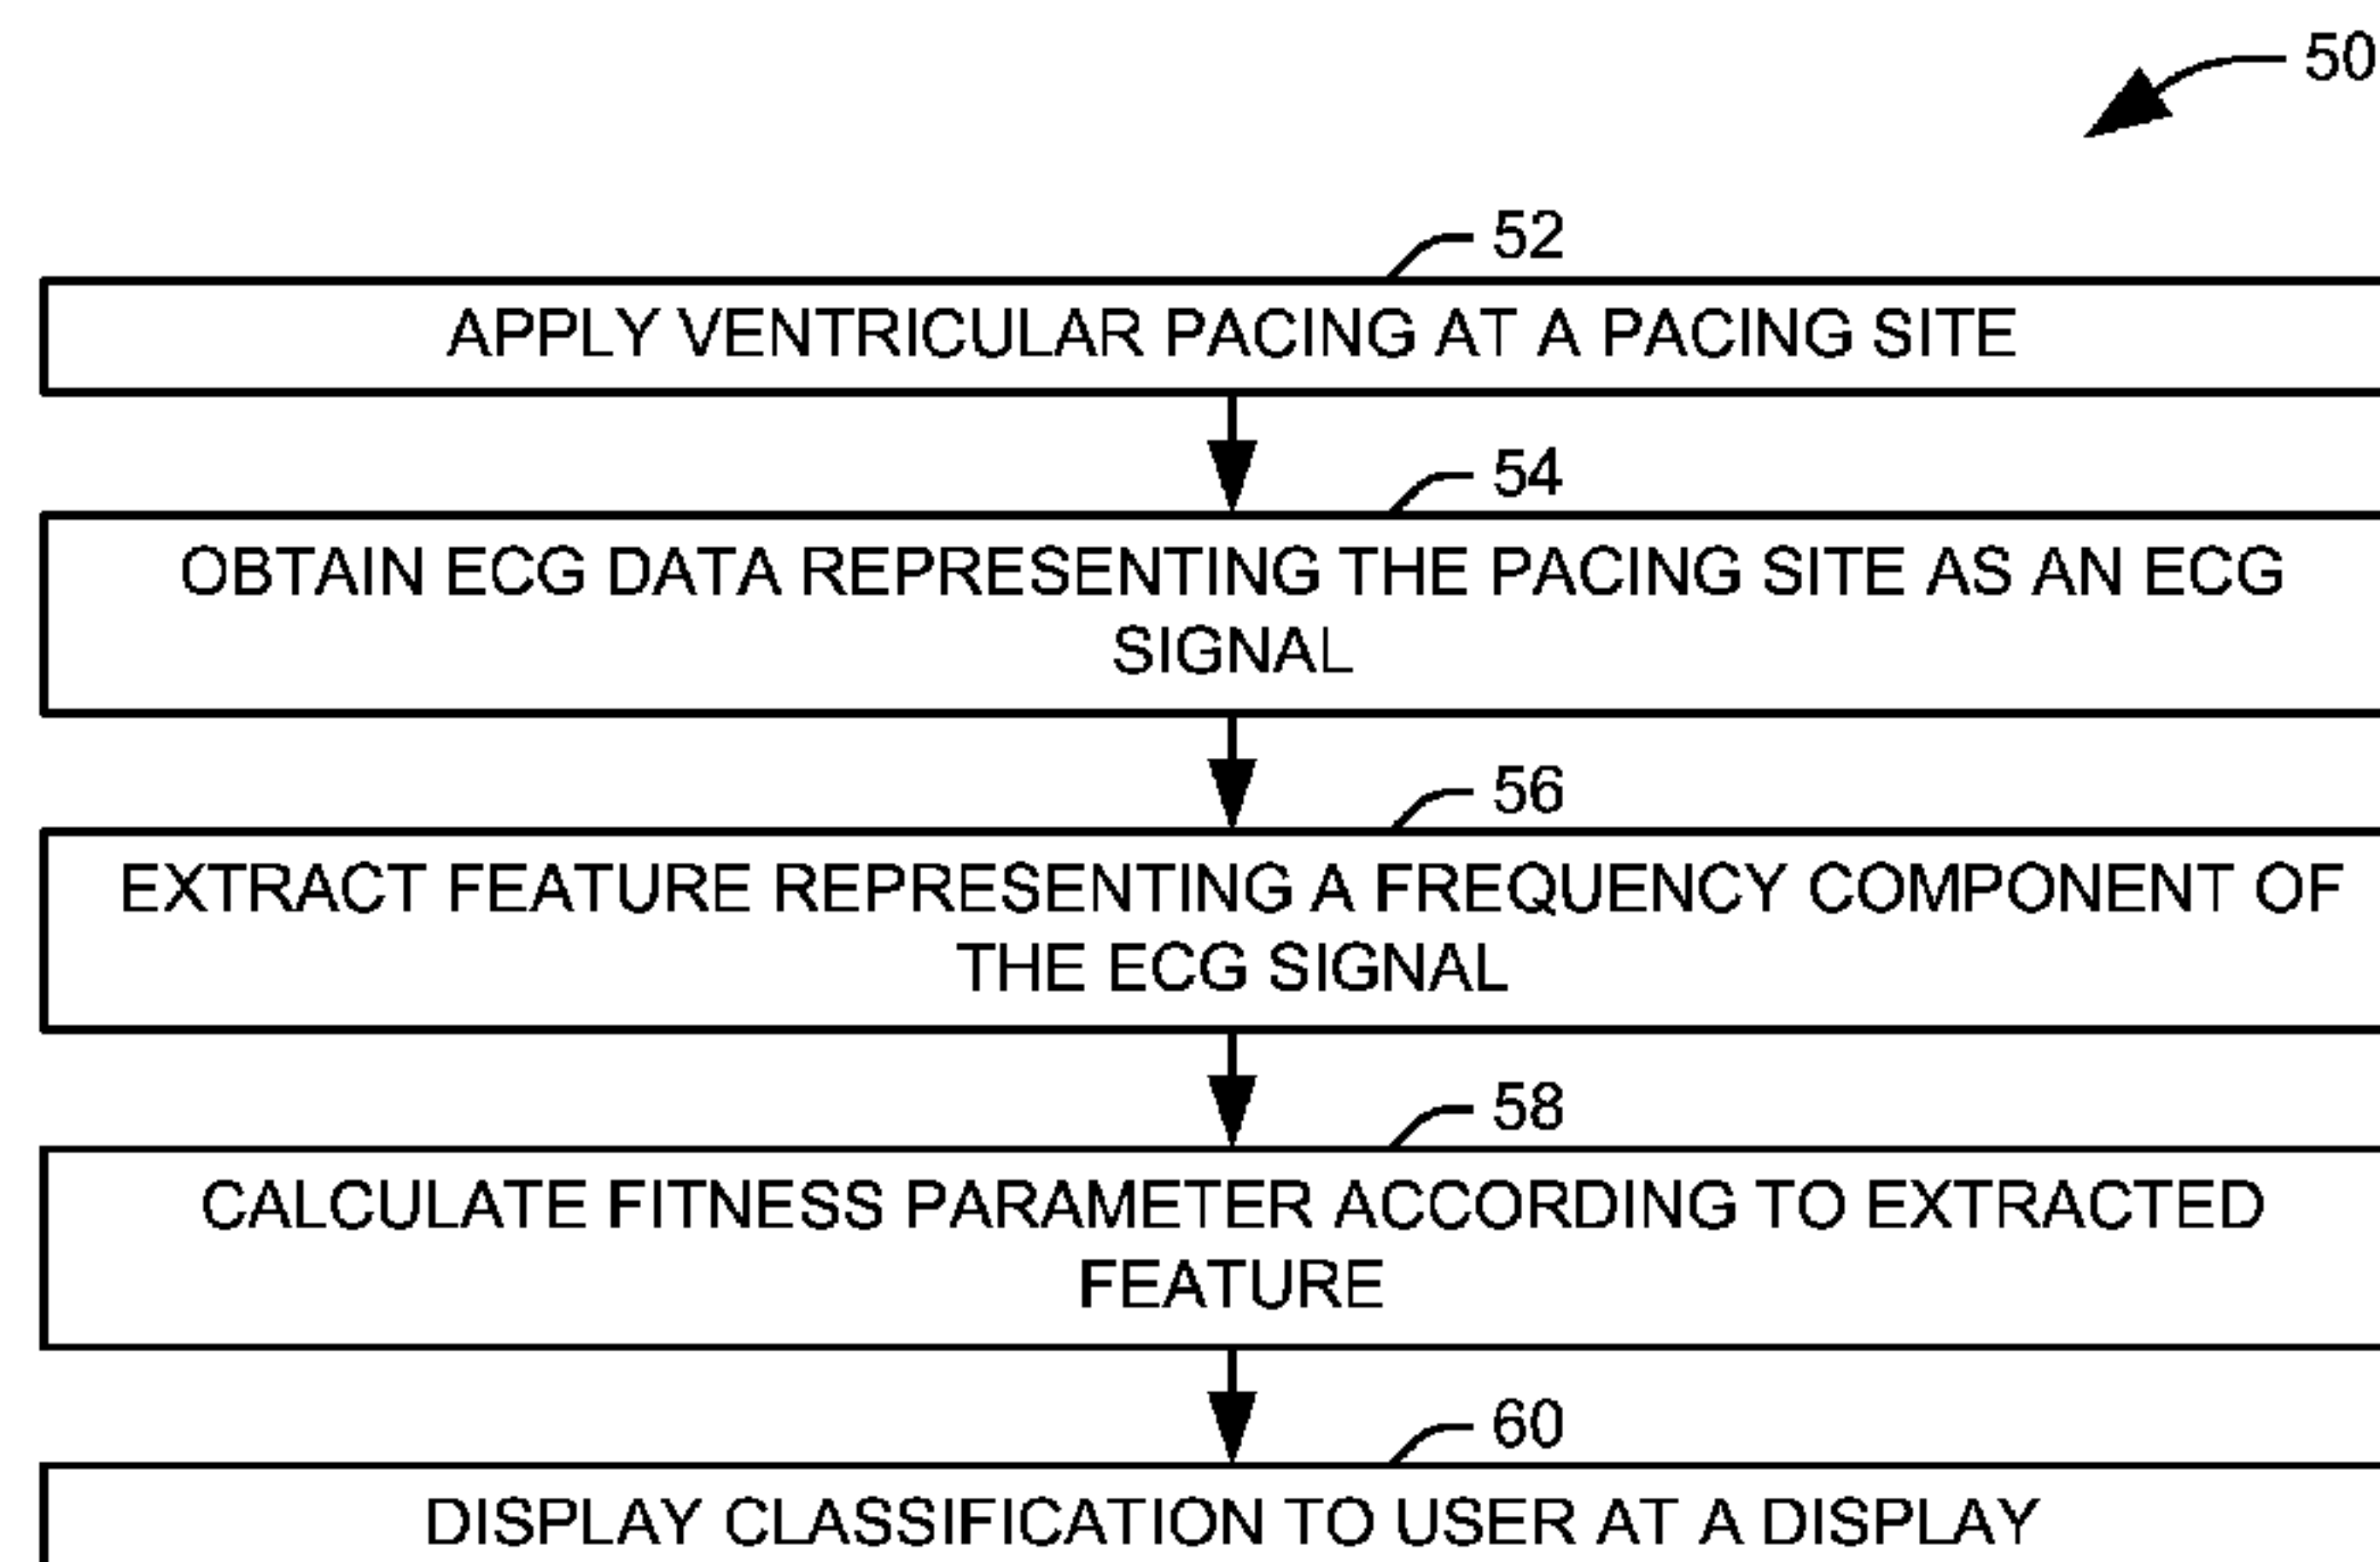 50
52
APPLY VENTRICULAR PACING AT A PACING SITE
54
OBTAIN ECG DATA REPRESENTING THE PACING SITE AS AN ECG
SIGNAL
56
EXTRACT FEATURE REPRESENTING A FREQUENCY COMPONENT OF
THE ECG SIGNAL
58
CALCULATE FITNESS PARAMETER ACCORDING TO EXTRACTED
FEATURE
60
DISPLAY CLASSIFICATION TO USER AT A DISPLAY